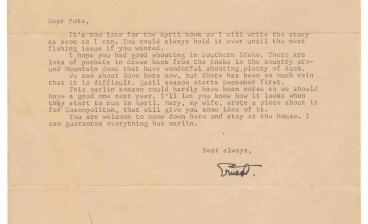 Dear Pete,
It's too late for the April book so I will write the story
as soon as I can. You could always hold it over until the next
fishing issue if you wanted.
I hope you had good shooting in southern Idaho. There are
lots of pockets in draws back from the Snake in the country aro-
und Mountain Home that have wonderful shooting, plenty of duck.
We can shoot dove here now, but there has been so much rain
that it is difficult. Quail season starts December first.
This marlin season could hardly have been worse so we should
have a good one next year. I'll let you know how it looks when
they start to run in April. Mary, my wife, wrote a piece about it
for Cosmopolitan, that will give you some idea of it.
You are welcome to come down here and stay at the house. I
can guarantee everything but marlin.
Best always,
Ernest.